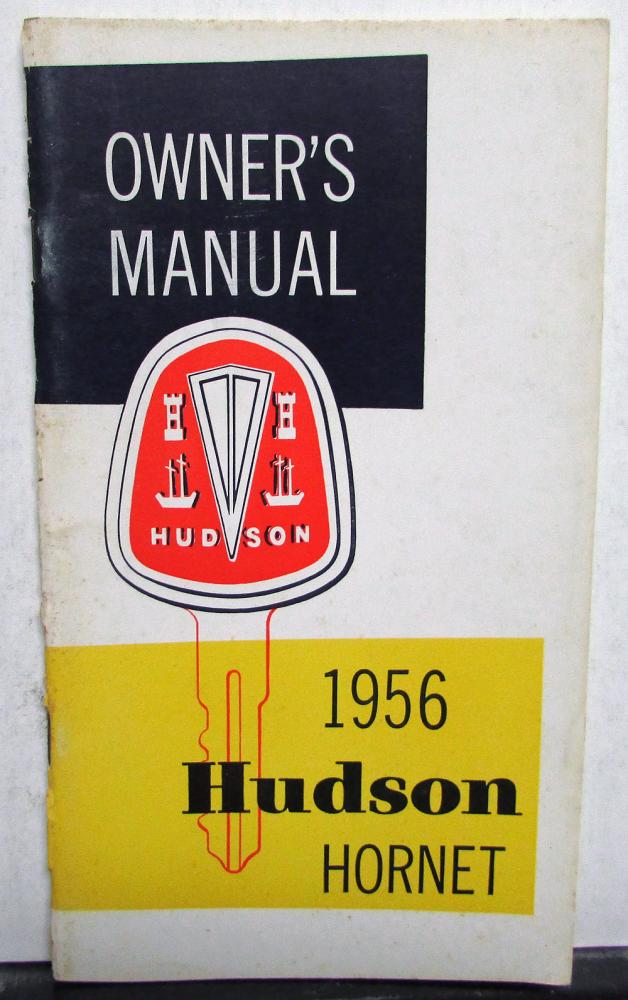 OWNER'S
MANUAL
HUDSON
1956
Hudson
HORNET